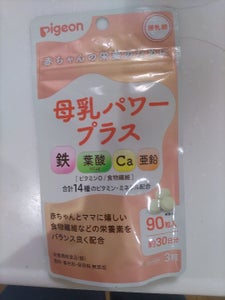 Pigeon
授乳期
赤ちゃんの栄養
母乳パワー
プラス
鉄 葉酸 Ca 亜鉛
[ビタミンD/食物繊維]
合計14種のビタミン・ミネラル配合
赤ちゃんとママに嬉しい
食物繊維などの栄養素を
バランス良く配合
90粒入
約30日分
3粒